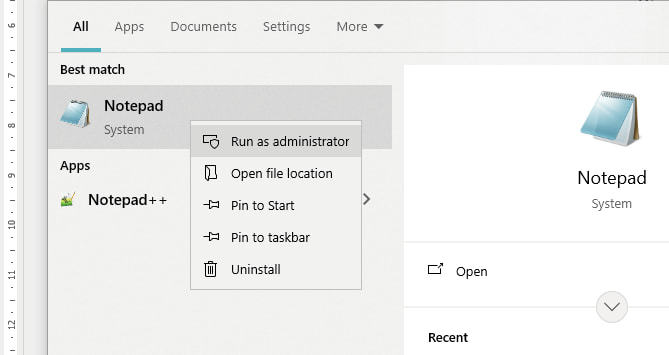 All Apps Documents Settings More
Best match
Notepad
System
Apps
Notepad++
Run as administrator
Open file location
Pin to Start
Pin to taskbar
Uninstall
Notepad
System
Open
Recent
6
7
8
9
10
11
12